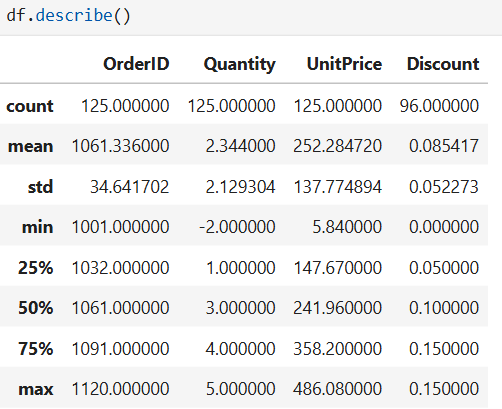 df.describe()
OrderID Quantity UnitPrice Discount
count 125.000000 125.000000 125.000000 96.000000
mean 1061.336000 2.344000 252.284720 0.085417
std 34.641702 2.129304 137.774894 0.052273
min 1001.000000 -2.000000 5.840000 0.000000
25% 1032.000000 1.000000 147.670000 0.050000
50% 1061.000000 3.000000 241.960000 0.100000
75% 1091.000000 4.000000 358.200000 0.150000
max 1120.000000 5.000000 486.080000 0.150000